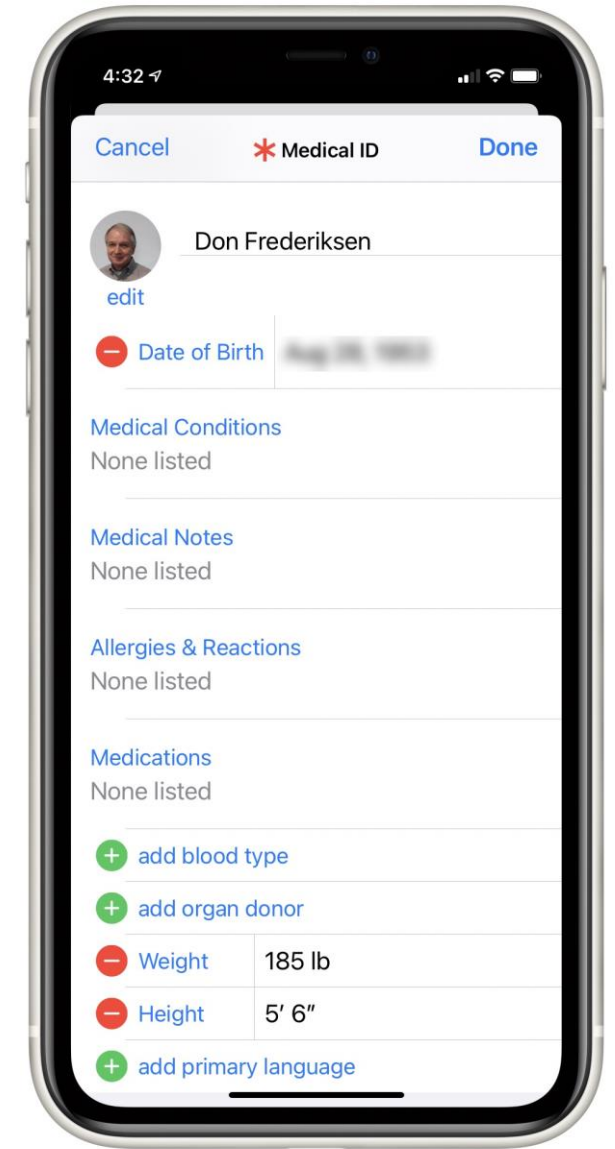 4:32
Cancel
Medical ID
Done
Don Frederiksen
edit
Date of Birth
Medical Conditions
None listed
Medical Notes
None listed
Allergies & Reactions
None listed
Medications
None listed
add blood type
add organ donor
Weight 185 lb
Height 5′ 6″
add primary language